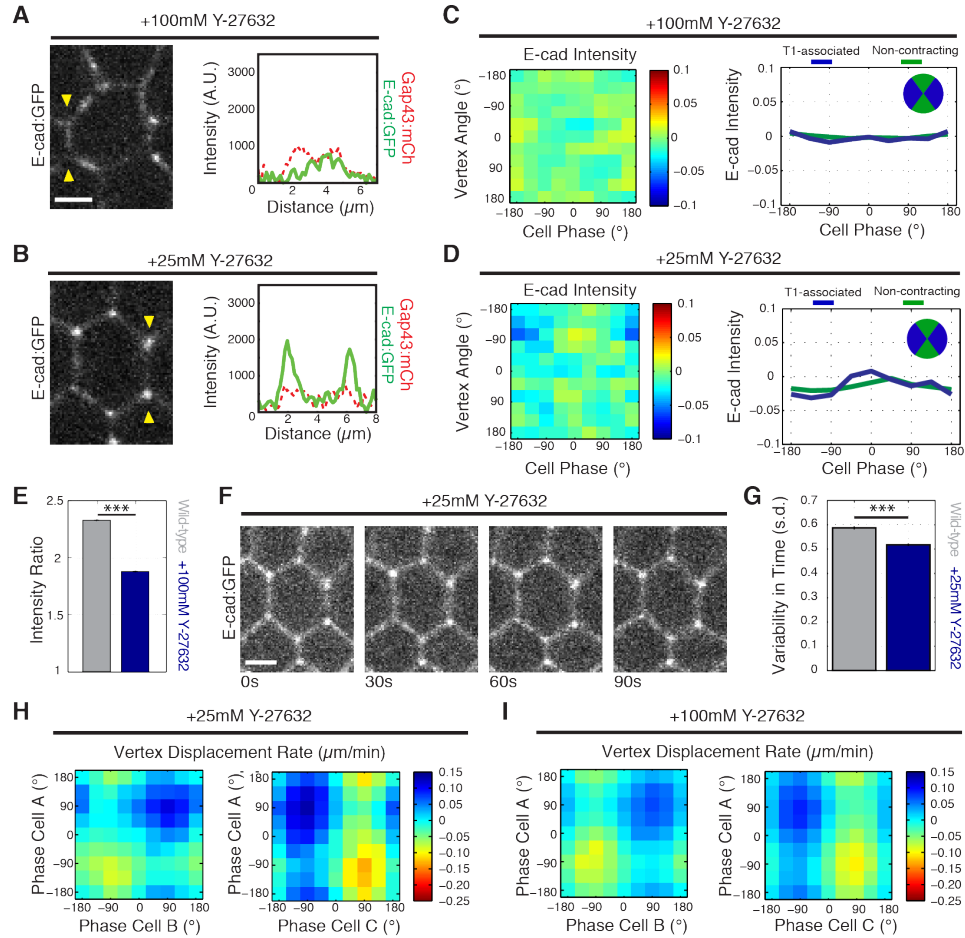 A
+100mM Y-27632
E-cad:GFP
Intensity (A.U.)
3000
2000
1000
0
2
4
6
Distance (µm)
Gap43:mCh
E-cad:GFP
B
+25mM Y-27632
E-cad:GFP
Intensity (A.U.)
3000
2000
1000
0
2
4
6
8
Distance (µm)
Gap43:mCh
E-cad:GFP
C
+100mM Y-27632
E-cad Intensity
Vertex Angle (°)
-180
-90
0
90
180
-180
-90
0
90
180
Cell Phase (°)
0.1
0.05
0
-0.05
-0.1
T1-associated
Non-contracting
E-cad Intensity
0.1
0.05
0
-0.05
-0.1
-180
-90
0
90
180
Cell Phase (°)
D
+25mM Y-27632
E-cad Intensity
Vertex Angle (°)
-180
-90
0
90
180
-180
-90
0
90
180
Cell Phase (°)
0.1
0.05
0
-0.05
-0.1
T1-associated
Non-contracting
E-cad Intensity
0.1
0.05
0
-0.05
-0.1
-180
-90
0
90
180
Cell Phase (°)
E
Intensity Ratio
2.5
2
1.5
1
***
Wild-type +100mM Y-27632
F
+25mM Y-27632
E-cad:GFP
0s
30s
60s
90s
G
Variability in Time (s.d.)
0.7
0.6
0.5
0.4
0.3
0.2
0.1
0
***
Wild-type +25mM Y-27632
H
+25mM Y-27632
Vertex Displacement Rate (µm/min)
Phase Cell A (°)
180
90
0
-90
-180
-180
-90
0
90
180
Phase Cell B (°)
Phase Cell A (°)
180
90
0
-90
-180
-180
-90
0
90
180
Phase Cell C (°)
0.15
0.10
0.05
0
-0.05
-0.10
-0.15
-0.20
-0.25
I
+100mM Y-27632
Vertex Displacement Rate (µm/min)
Phase Cell A (°)
180
90
0
-90
-180
-180
-90
0
90
180
Phase Cell B (°)
Phase Cell A (°)
180
90
0
-90
-180
-180
-90
0
90
180
Phase Cell C (°)
0.15
0.10
0.05
0
-0.05
-0.10
-0.15
-0.20
-0.25